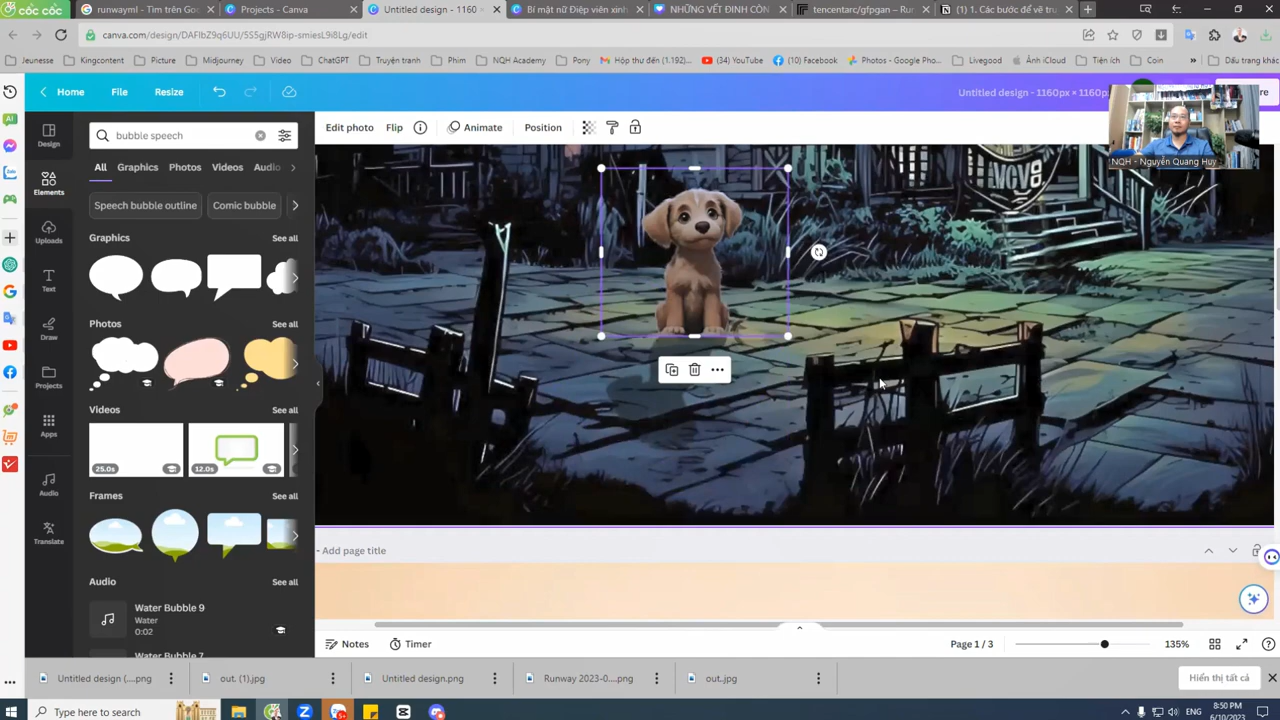 CỐC CỐC
runwayml - Tìm trên Goo
Projects - Canva
Untitled design - 1160
Bí mật nữ Điệp viên xinh
NHỮNG VẾT ĐINH CÒN
tencentarc/gfpgan – Ru
(1) 1. Các bước để vẽ tru
canva.com/design/DAFlbZ9q6UU/5S5gjRW8ip-smiesL9i8Lg/edit
Jeunesse
Kingcontent
Picture
Midjourney
Video
ChatGPT
Truyện tranh
Phim
NQH Academy
Pony
Hộp thư đến (1.192)...
(34) YouTube
(10) Facebook
Photos - Google Pho...
Livegood
Ảnh iCloud
Tiện ích
Coin
Dấu trang khác
Home
File
Resize
Untitled design - 1160px × 1160px
NQH - Nguyễn Quang Huy
Design
Elements
Uploads
Text
Draw
Projects
Apps
Audio
Translate
bubble speech
All
Graphics
Photos
Videos
Audio
Speech bubble outline
Comic bubble
Graphics
See all
Photos
See all
Videos
See all
25.0s
12.0s
Frames
See all
Audio
See all
Water Bubble 9
Water
0:02
Water Bubble 7
Edit photo
Flip
Animate
Position
- Add page title
Notes
Timer
Page 1 / 3
135%
Untitled design (....png
out. (1).jpg
Untitled design.png
Runway 2023-0....png
out.jpg
Hiển thị tất cả
Type here to search
ENG
8:50 PM
6/10/2023